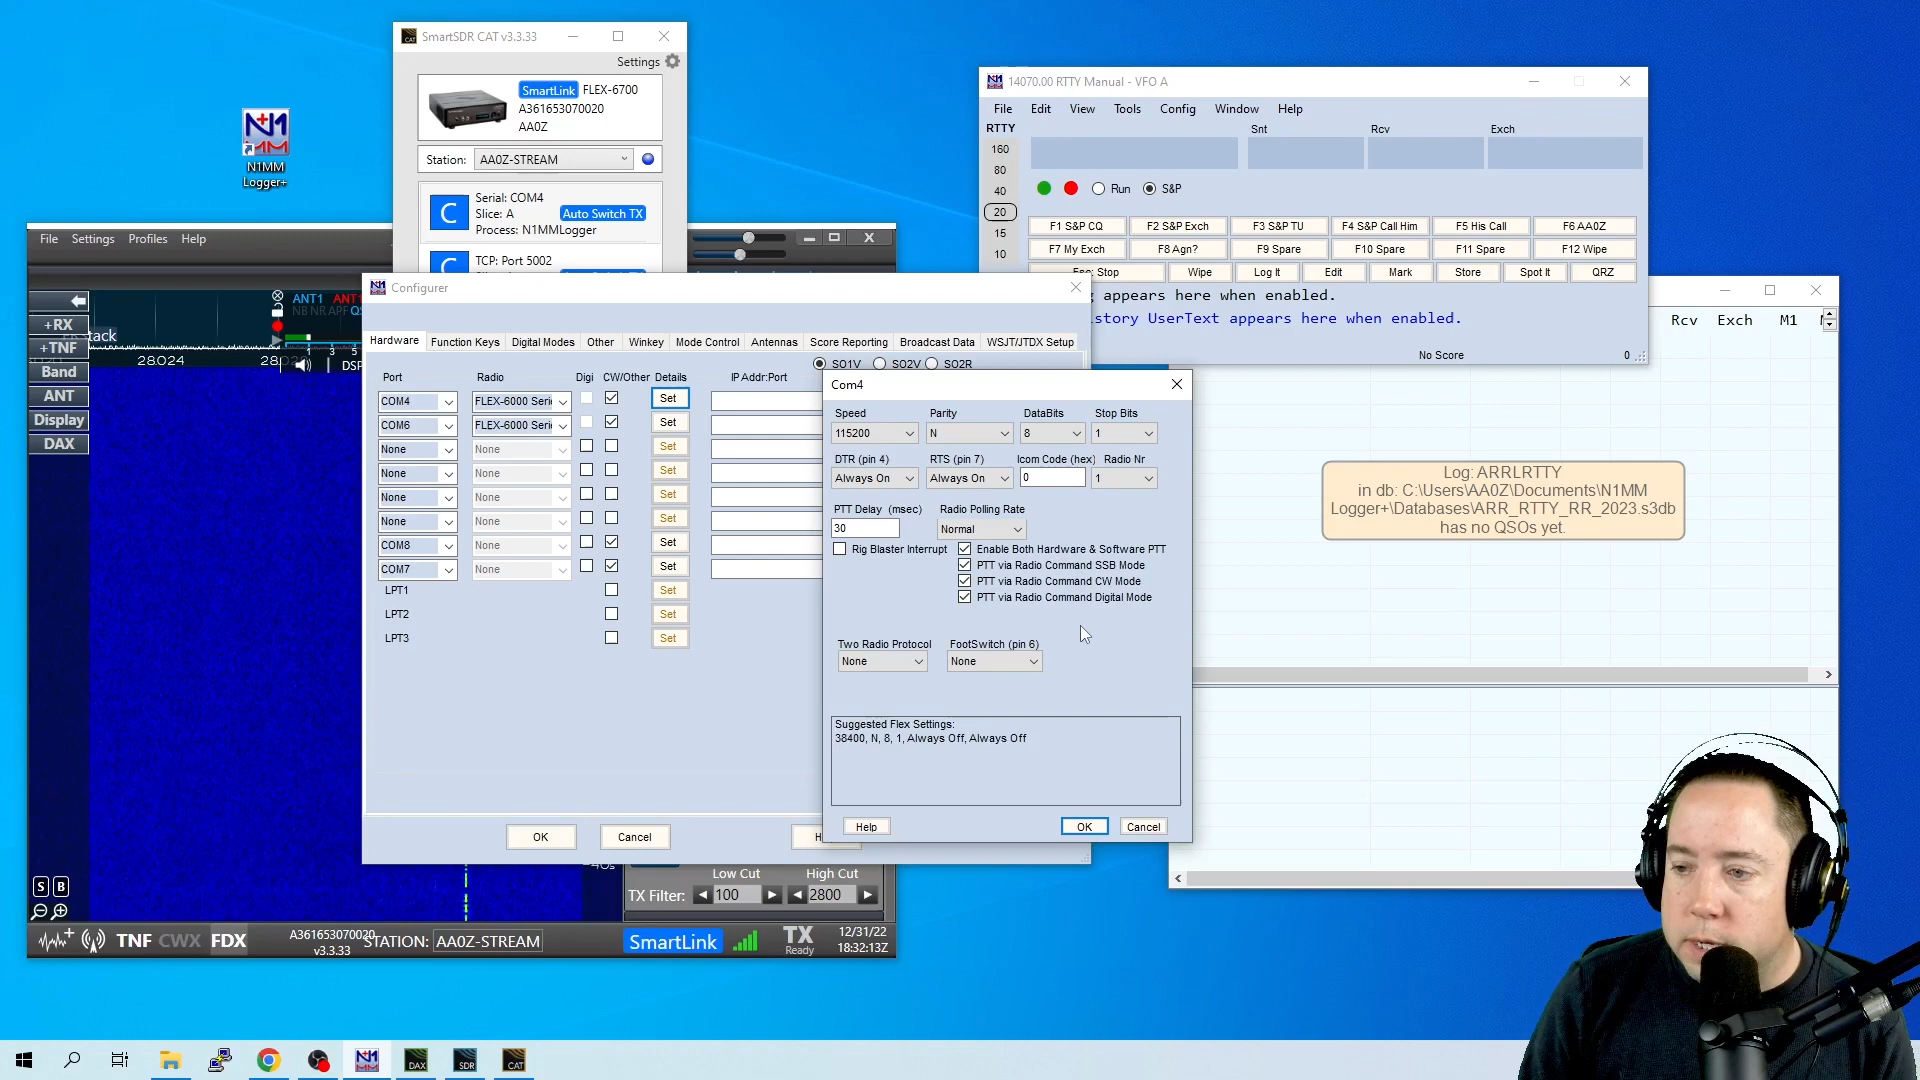 SmartSDR CAT v3.3.33
Settings
SmartLink FLEX-6700
A361653070020
AA0Z
Station: AA0Z-STREAM
C
Serial: COM4
Slice: A
Auto Switch TX
Process: N1MMLogger
C
TCP: Port 5002
N1MM
Logger+
File Settings Profiles Help
+RX
+TNF
Band
ANT
Display
DAX
ANT1
NB NR APF
28.024
S B
Low Cut High Cut
TX Filter: 100 2800
TNF CWX FDX
A361653070020
v3.3.33
STATION: AA0Z-STREAM
SmartLink
TX
Ready
12/31/22
18:32:13Z
Configurer
Hardware Function Keys Digital Modes Other Winkey Mode Control Antennas Score Reporting Broadcast Data WSJT/JTDX Setup
SO1V SO2V SO2R
Port Radio Digi CW/Other Details IP Addr:Port
COM4 FLEX-6000 Seri Set
COM6 FLEX-6000 Seri Set
None None Set
None None Set
None None Set
None None Set
COM8 None Set
COM7 None Set
LPT1 Set
LPT2 Set
LPT3 Set
OK Cancel
Com4
Speed Parity DataBits Stop Bits
115200 N 8 1
DTR (pin 4) RTS (pin 7) Icom Code (hex) Radio Nr
Always On Always On 0 1
PTT Delay (msec) Radio Polling Rate
30 Normal
Rig Blaster Interrupt Enable Both Hardware & Software PTT
PTT via Radio Command SSB Mode
PTT via Radio Command CW Mode
PTT via Radio Command Digital Mode
Two Radio Protocol FootSwitch (pin 6)
None None
Suggested Flex Settings:
38400, N, 8, 1, Always Off, Always Off
Help OK Cancel
14070.00 RTTY Manual - VFO A
File Edit View Tools Config Window Help
RTTY Snt Rcv Exch
160
80
40
20
15
10
Run S&P
F1 S&P CQ F2 S&P Exch F3 S&P TU F4 S&P Call Him F5 His Call F6 AA0Z
F7 My Exch F8 Agn? F9 Spare F10 Spare F11 Spare F12 Wipe
Esc: Stop Wipe Log It Edit Mark Store Spot It QRZ
appears here when enabled.
UserText appears here when enabled.
No Score 0
Rcv Exch M1
Log: ARRLRTTY
in db: C:\Users\AA0Z\Documents\N1MM
Logger+\Databases\ARR_RTTY_RR_2023.s3db
has no QSOs yet.
DAX SDR CAT